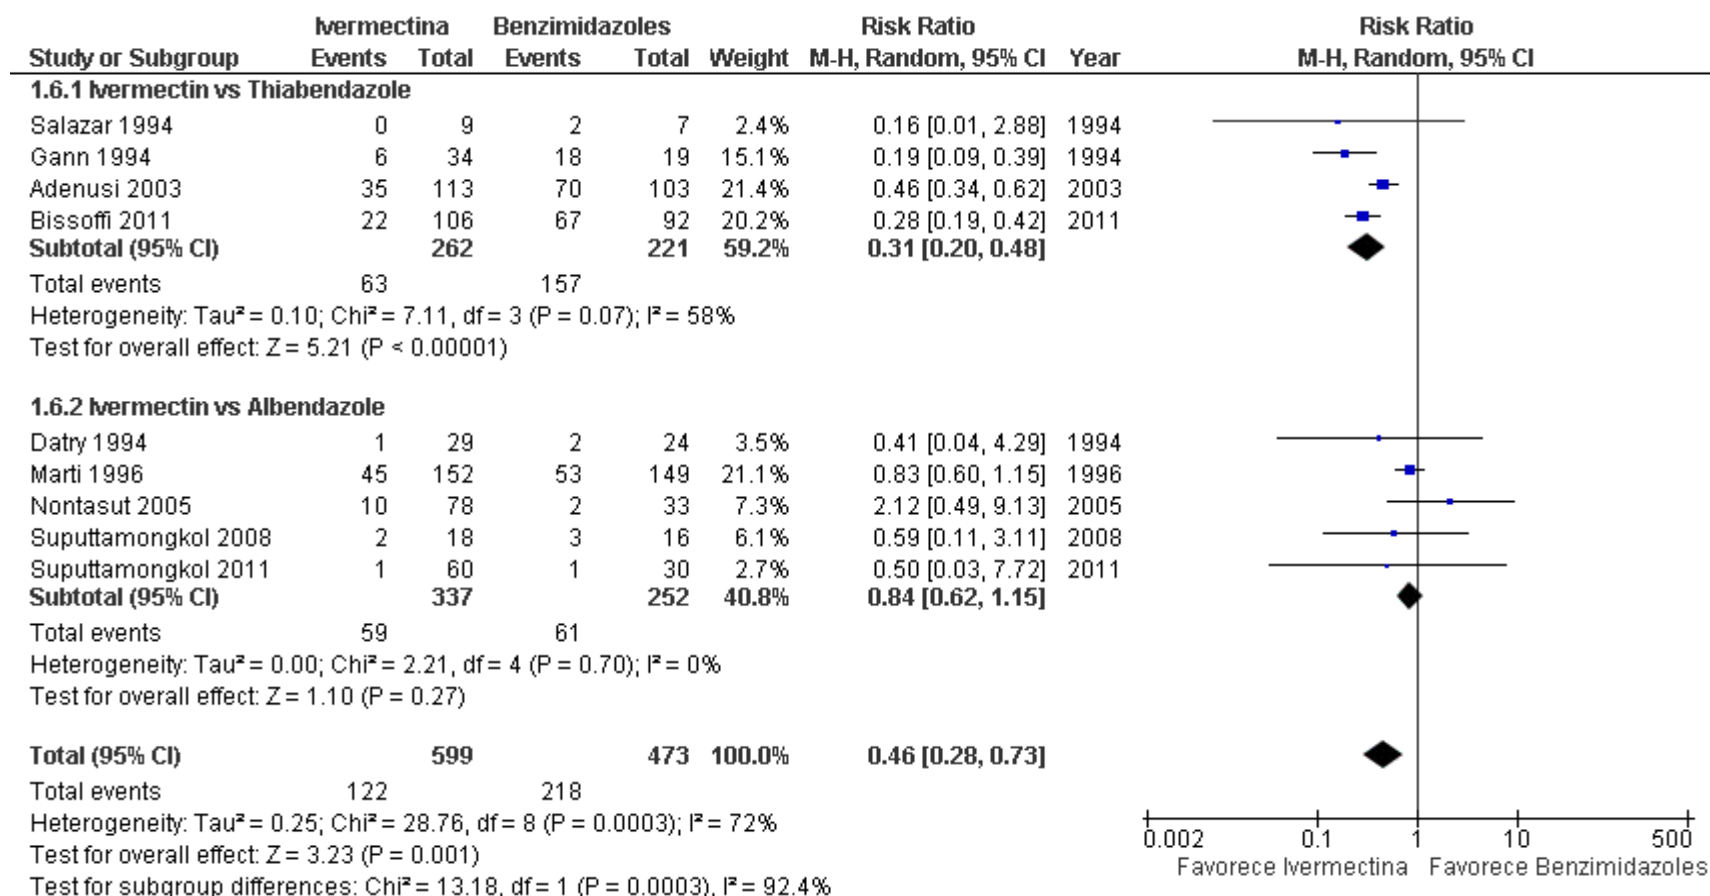 Ivermectina Benzimidazoles Risk Ratio Risk Ratio
Study or Subgroup Events Total Events Total Weight M-H, Random, 95% CI Year M-H, Random, 95% CI
1.6.1 Ivermectin vs Thiabendazole
Salazar 1994 0 9 2 7 2.4% 0.16 [0.01, 2.88] 1994
Gann 1994 6 34 18 19 15.1% 0.19 [0.09, 0.39] 1994
Adenusi 2003 35 113 70 103 21.4% 0.46 [0.34, 0.62] 2003
Bissoffi 2011 22 106 67 92 20.2% 0.28 [0.19, 0.42] 2011
Subtotal (95% CI) 262 221 59.2% 0.31 [0.20, 0.48]
Total events 63 157
Heterogeneity: Tau² = 0.10; Chi² = 7.11, df = 3 (P = 0.07); I² = 58%
Test for overall effect: Z = 5.21 (P < 0.00001)
1.6.2 Ivermectin vs Albendazole
Datry 1994 1 29 2 24 3.5% 0.41 [0.04, 4.29] 1994
Marti 1996 45 152 53 149 21.1% 0.83 [0.60, 1.15] 1996
Nontasut 2005 10 78 2 33 7.3% 2.12 [0.49, 9.13] 2005
Suputtamongkol 2008 2 18 3 16 6.1% 0.59 [0.11, 3.11] 2008
Suputtamongkol 2011 1 60 1 30 2.7% 0.50 [0.03, 7.72] 2011
Subtotal (95% CI) 337 252 40.8% 0.84 [0.62, 1.15]
Total events 59 61
Heterogeneity: Tau² = 0.00; Chi² = 2.21, df = 4 (P = 0.70); I² = 0%
Test for overall effect: Z = 1.10 (P = 0.27)
Total (95% CI) 599 473 100.0% 0.46 [0.28, 0.73]
Total events 122 218
Heterogeneity: Tau² = 0.25; Chi² = 28.76, df = 8 (P = 0.0003); I² = 72%
Test for overall effect: Z = 3.23 (P = 0.001)
Test for subgroup differences: Chi² = 13.18, df = 1 (P = 0.0003), I² = 92.4%
0.002 0.1 1 10 500
Favorece Ivermectina Favorece Benzimidazoles